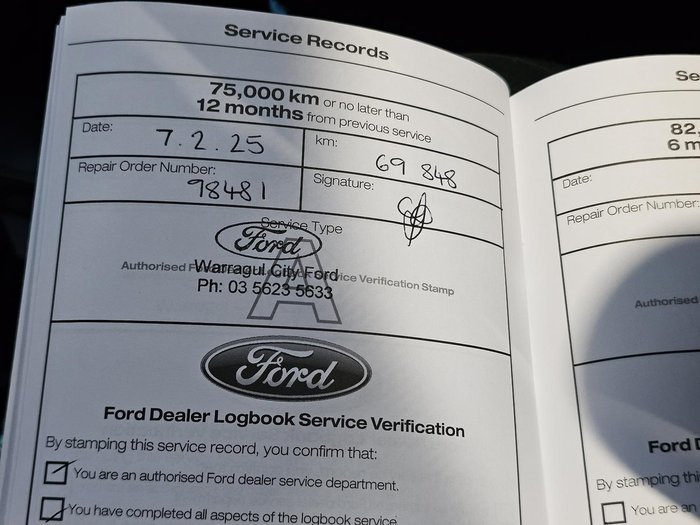 Service Records
75,000 km or no later than
12 months from previous service
Date: 7.2.25
km: 69 848
Repair Order Number: 98481
Signature:
Service Type
A
Ford
Authorised F
Warragul City Ford
vice Verification Stamp
Ph: 03 5623 5633
Ford
Ford Dealer Logbook Service Verification
By stamping this service record, you confirm that:
You are an authorised Ford dealer service department.
You have completed all aspects of the logbook service
Se
82,
6 m
Date:
Repair Order Number:
Authorised
Ford D
By stamping thi
You are an